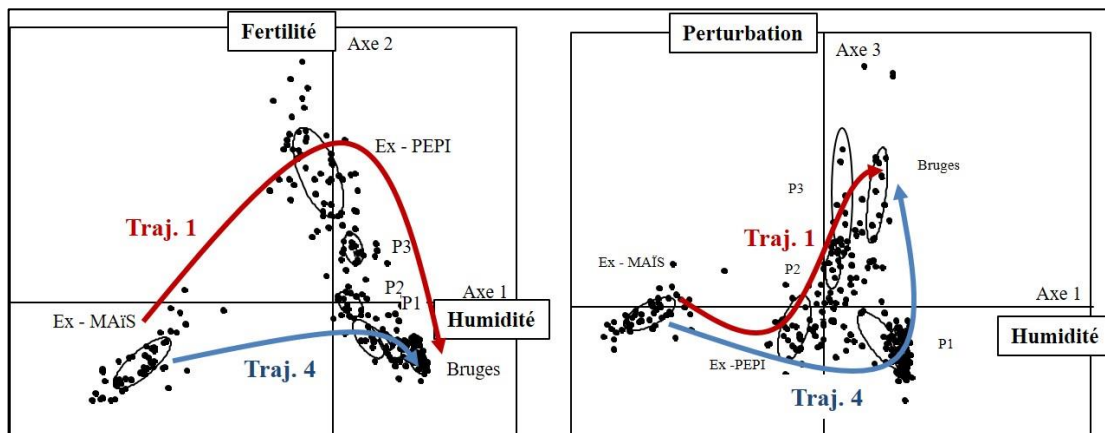 Fertilité
Axe 2
Ex - PEPI
Traj. 1
P3
P2
P1
Axe 1
Ex - MAïS
Humidité
Traj. 4
Bruges
Perturbation
Axe 3
Bruges
P3
Traj. 1
Ex - MAÏS
P2
Axe 1
Humidité
P1
Ex -PEPI
Traj. 4